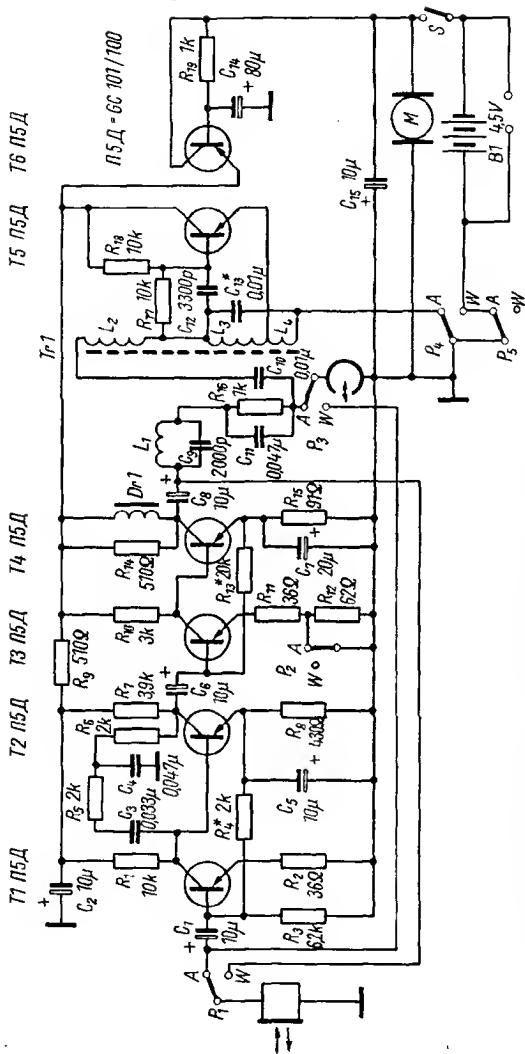 T1 П5Д
T2 П5Д
T3 П5Д
T4 П5Д
T5 П5Д
T6 П5Д
П5Д = GC 101/100
Tr1
+
C2
10µ
R1
10k
C3
0,033µ
R5 2k
C4
0,047µ
R6
2k
R7
3,9k
R9
510Ω
R10
3k
R14
510Ω
Dr1
C8
10µ
+
L1
C9
2000p
R16
1k
C11
0,047µ
C10
0,01µ
L2
L3
L4
R17
10k
R18
10k
C12
3300p
C13*
0,01µ
R19
1k
C14
+ 80µ
+
C1
10µ
R3
62k
R2
36Ω
R4* 2k
C5
10µ
+
R8
430Ω
C6
10µ
+
R13* 20k
R11
36Ω
R12
62Ω
C7
20µ
+
R15
91Ω
P1
A
W
P2
A
W
P3
A
W
C15 10µ
+
M
S
B1
4,5V
P4
A
W
A
P5
W